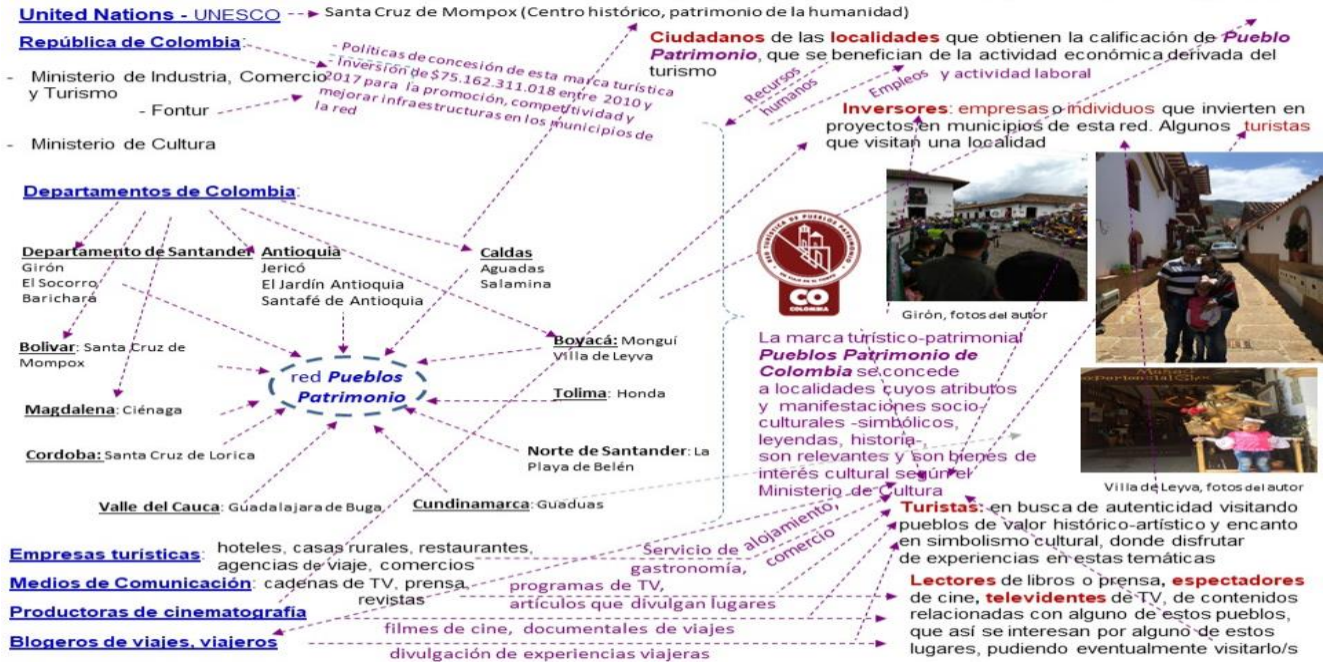 United Nations - UNESCO
Santa Cruz de Mompox (Centro histórico, patrimonio de la humanidad)
República de Colombia:
- Ministerio de Industria, Comercio
y Turismo
- Fontur
- Ministerio de Cultura
- Políticas de concesión de esta marca turística
- Inversión de $75.162.311.018 entre 2010 y
2017 para la promoción, competitividad y
mejorar infraestructuras en los municipios de
la red
Ciudadanos de las localidades que obtienen la calificación de Pueblo
Patrimonio, que se benefician de la actividad económica derivada del
turismo
Recursos
humanos
Empleos y actividad laboral
Inversores: empresas o individuos que invierten en
proyectos en municipios de esta red. Algunos turistas
que visitan una localidad
Departamentos de Colombia:
Departamento de Santander
Girón
El Socorro
Barichara
Antioquia
Jericó
El Jardín Antioquia
Santafé de Antioquia
Caldas
Aguadas
Salamina
Bolivar: Santa Cruz de
Mompox
Boyacá: Monguí
Villa de Leyva
red Pueblos
Patrimonio
Magdalena: Ciénaga
Tolima: Honda
Cordoba: Santa Cruz de Lorica
Norte de Santander: La
Playa de Belén
Valle del Cauca: Guadalajara de Buga
Cundinamarca: Guaduas
RED TURÍSTICA DE PUEBLOS PATRIMONIO
UN VIAJE EN EL TIEMPO
CO
COLOMBIA
Girón, fotos del autor
La marca turístico-patrimonial
Pueblos Patrimonio de
Colombia se concede
a localidades cuyos atributos
y manifestaciones socio-
culturales -simbólicos,
leyendas, historia-
son relevantes y son bienes de
interés cultural según el
Ministerio de Cultura
Villa de Leyva, fotos del autor
Turistas: en busca de autenticidad visitando
pueblos de valor histórico-artístico y encanto
en simbolismo cultural, donde disfrutar
de experiencias en estas temáticas
Empresas turísticas: hoteles, casas rurales, restaurantes,
agencias de viaje, comercios
Servicio de alojamiento,
gastronomía, comercio
Medios de Comunicación: cadenas de TV, prensa,
revistas
programas de TV,
artículos que divulgan lugares
Productoras de cinematografía
filmes de cine, documentales de viajes
Blogeros de viajes, viajeros
divulgación de experiencias viajeras
Lectores de libros o prensa, espectadores
de cine, televidentes de TV, de contenidos
relacionadas con alguno de estos pueblos,
que así se interesan por alguno de estos
lugares, pudiendo eventualmente visitarlo/s